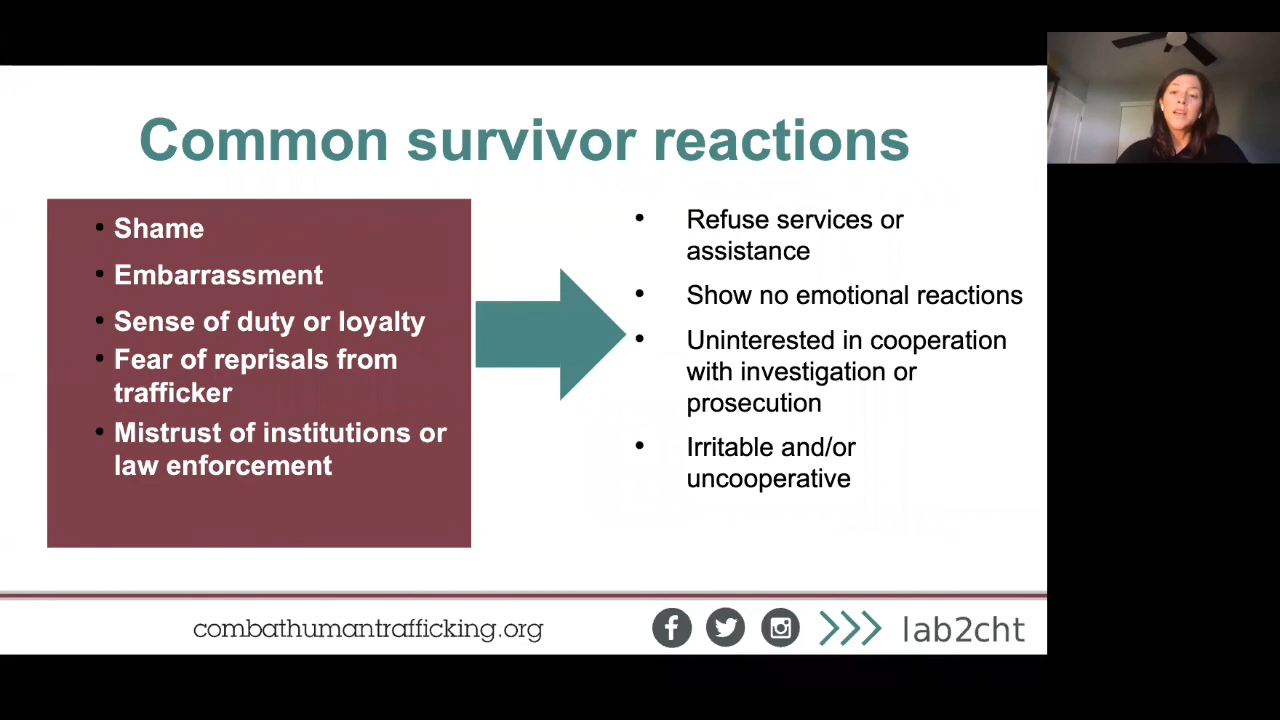 Common survivor reactions
• Shame
• Embarrassment
• Sense of duty or loyalty
• Fear of reprisals from
trafficker
• Mistrust of institutions or
law enforcement
• Refuse services or
assistance
• Show no emotional reactions
• Uninterested in cooperation
with investigation or
prosecution
• Irritable and/or
uncooperative
combathumantrafficking.org
lab2cht